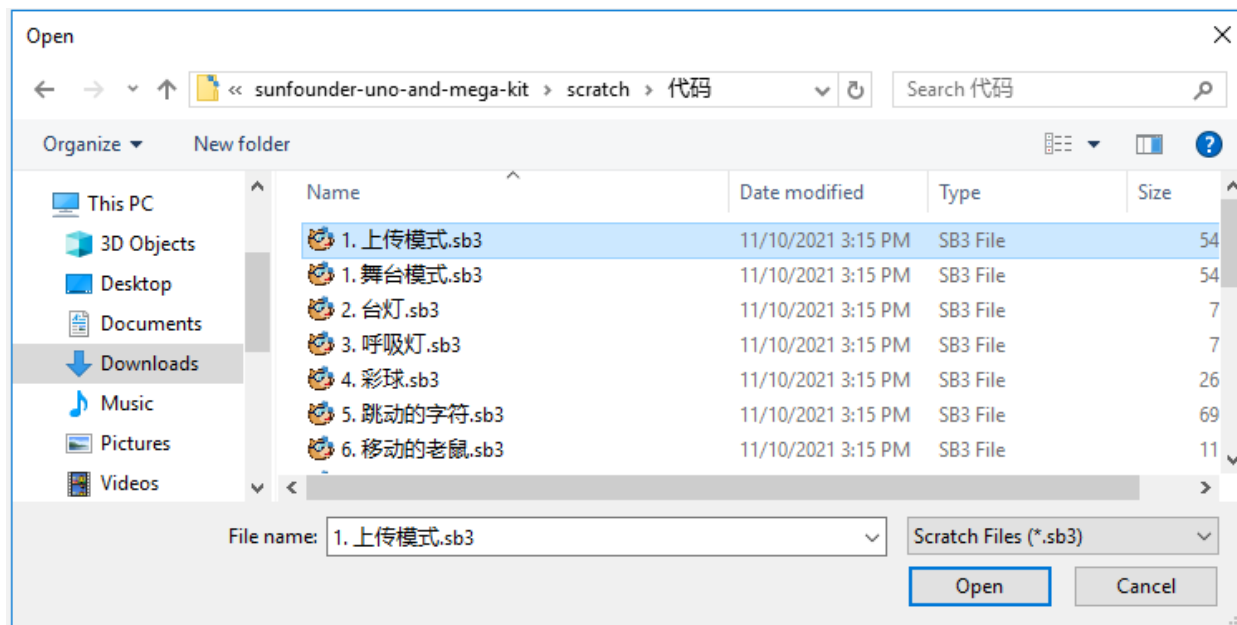 Open
« sunfounder-uno-and-mega-kit › scratch › 代码
Search 代码
Organize New folder
Name Date modified Type Size
This PC
3D Objects
Desktop
Documents
Downloads
Music
Pictures
Videos
1. 上传模式.sb3 11/10/2021 3:15 PM SB3 File 54
1. 舞台模式.sb3 11/10/2021 3:15 PM SB3 File 54
2. 台灯.sb3 11/10/2021 3:15 PM SB3 File 7
3. 呼吸灯.sb3 11/10/2021 3:15 PM SB3 File 7
4. 彩球.sb3 11/10/2021 3:15 PM SB3 File 26
5. 跳动的字符.sb3 11/10/2021 3:15 PM SB3 File 69
6. 移动的老鼠.sb3 11/10/2021 3:15 PM SB3 File 11
File name: 1. 上传模式.sb3 Scratch Files (*.sb3)
Open Cancel